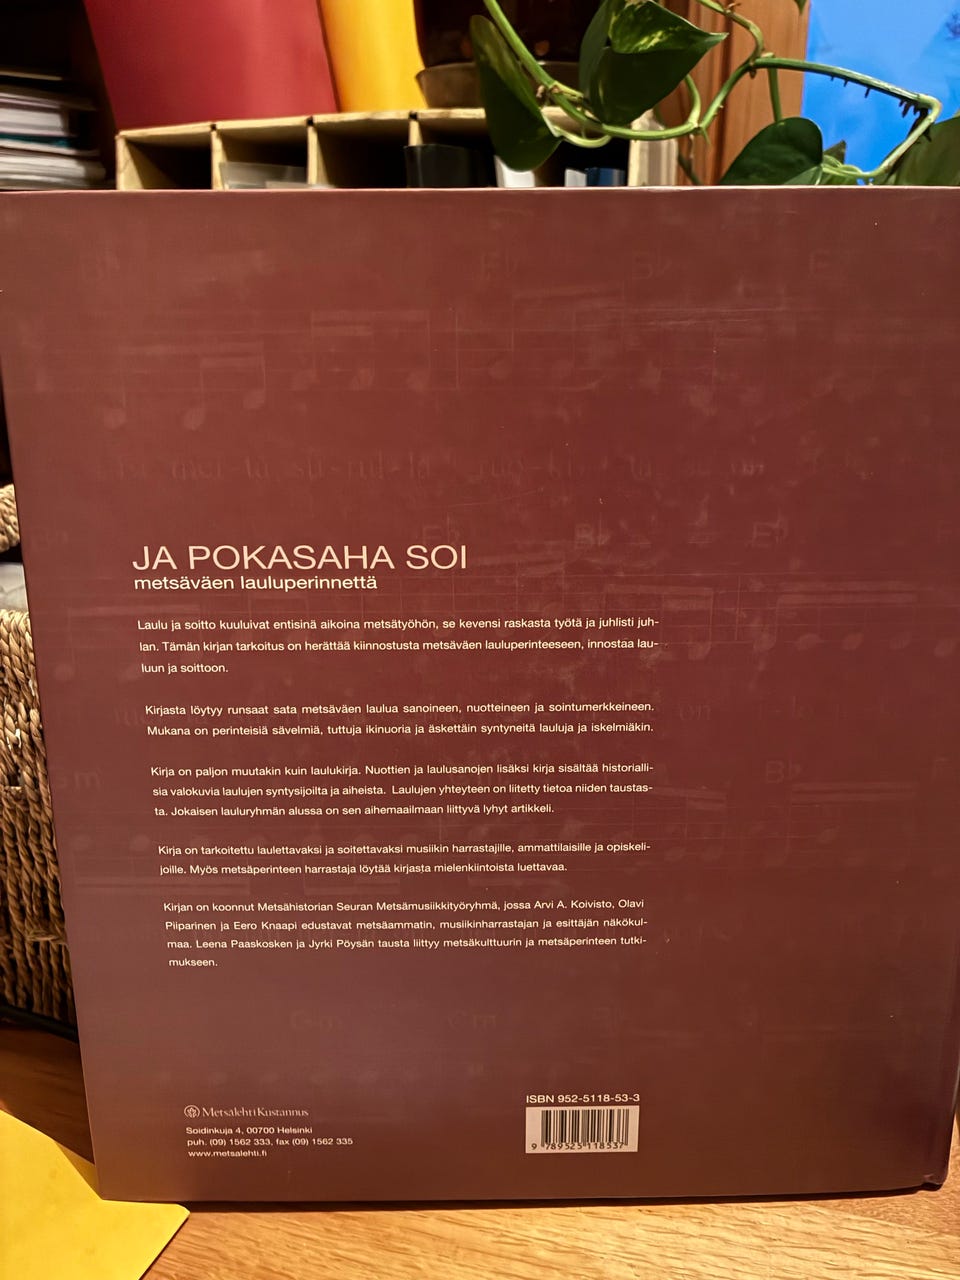 JA POKASAHA SOI
metsäväen lauluperinnettä
Laulu ja soitto kuuluivat entisinä aikoina metsätyöhön, se kevensi raskasta työtä ja juhlisti juh-
lan. Tämän kirjan tarkoitus on herättää kiinnostusta metsäväen lauluperinteeseen, innostaa lau-
luun ja soittoon.
Kirjasta löytyy runsaat sata metsäväen laulua sanoineen, nuotteineen ja sointumerkkeineen.
Mukana on perinteisiä sävelmiä, tuttuja ikinuoria ja äskettäin syntyneitä lauluja ja iskelmiäkin.
Kirja on paljon muutakin kuin laulukirja. Nuottien ja laulusanojen lisäksi kirja sisältää historialli-
sia valokuvia laulujen syntysijoilta ja aiheista. Laulujen yhteyteen on liitetty tietoa niiden taustas-
ta. Jokaisen lauluryhmän alussa on sen aihemaailmaan liittyvä lyhyt artikkeli.
Kirja on tarkoitettu laulettavaksi ja soitettavaksi musiikin harrastajille, ammattilaisille ja opiskeli-
joille. Myös metsäperinteen harrastaja löytää kirjasta mielenkiintoista luettavaa.
Kirjan on koonnut Metsähistorian Seuran Metsämusiikkityöryhmä, jossa Arvi A. Koivisto, Olavi
Piiparinen ja Eero Knaapi edustavat metsäammatin, musiikinharrastajan ja esittäjän näkökul-
maa. Leena Paaskosken ja Jyrki Pöysän tausta liittyy metsäkulttuurin ja metsäperinteen tutki-
mukseen.
Metsälehti Kustannus
Soidinkuja 4, 00700 Helsinki
puh. (09) 1562 333, fax (09) 1562 335
www.metsalehti.fi
ISBN 952-5118-53-3
9 789525 118537